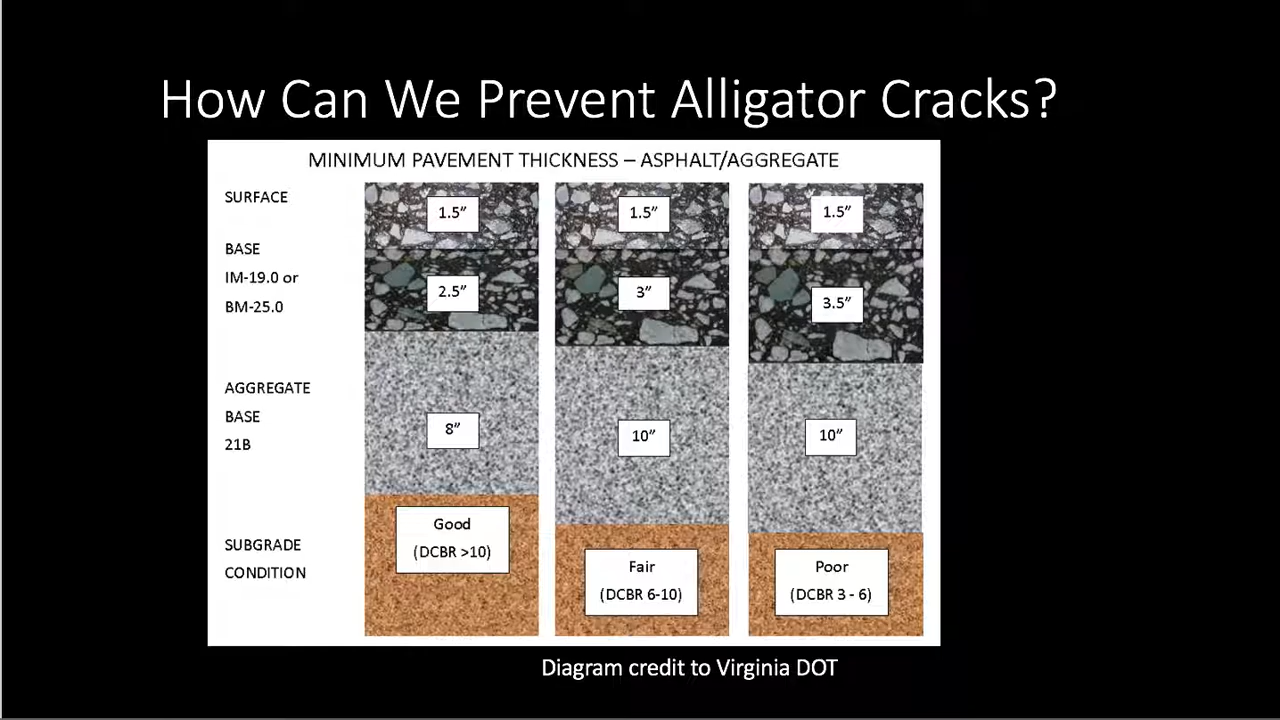 How Can We Prevent Alligator Cracks?
MINIMUM PAVEMENT THICKNESS – ASPHALT/AGGREGATE
SURFACE
1.5”
1.5”
1.5”
BASE
IM-19.0 or
BM-25.0
2.5”
3”
3.5”
AGGREGATE
BASE
21B
8”
10”
10”
SUBGRADE
CONDITION
Good
(DCBR >10)
Fair
(DCBR 6-10)
Poor
(DCBR 3 - 6)
Diagram credit to Virginia DOT